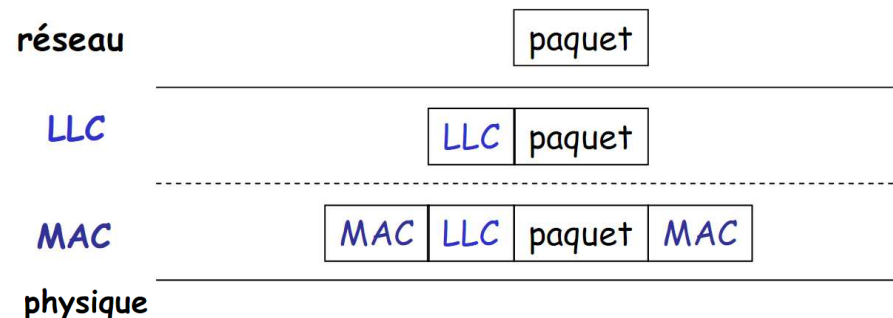 réseau paquet
LLC LLC paquet
MAC MAC LLC paquet MAC
physique